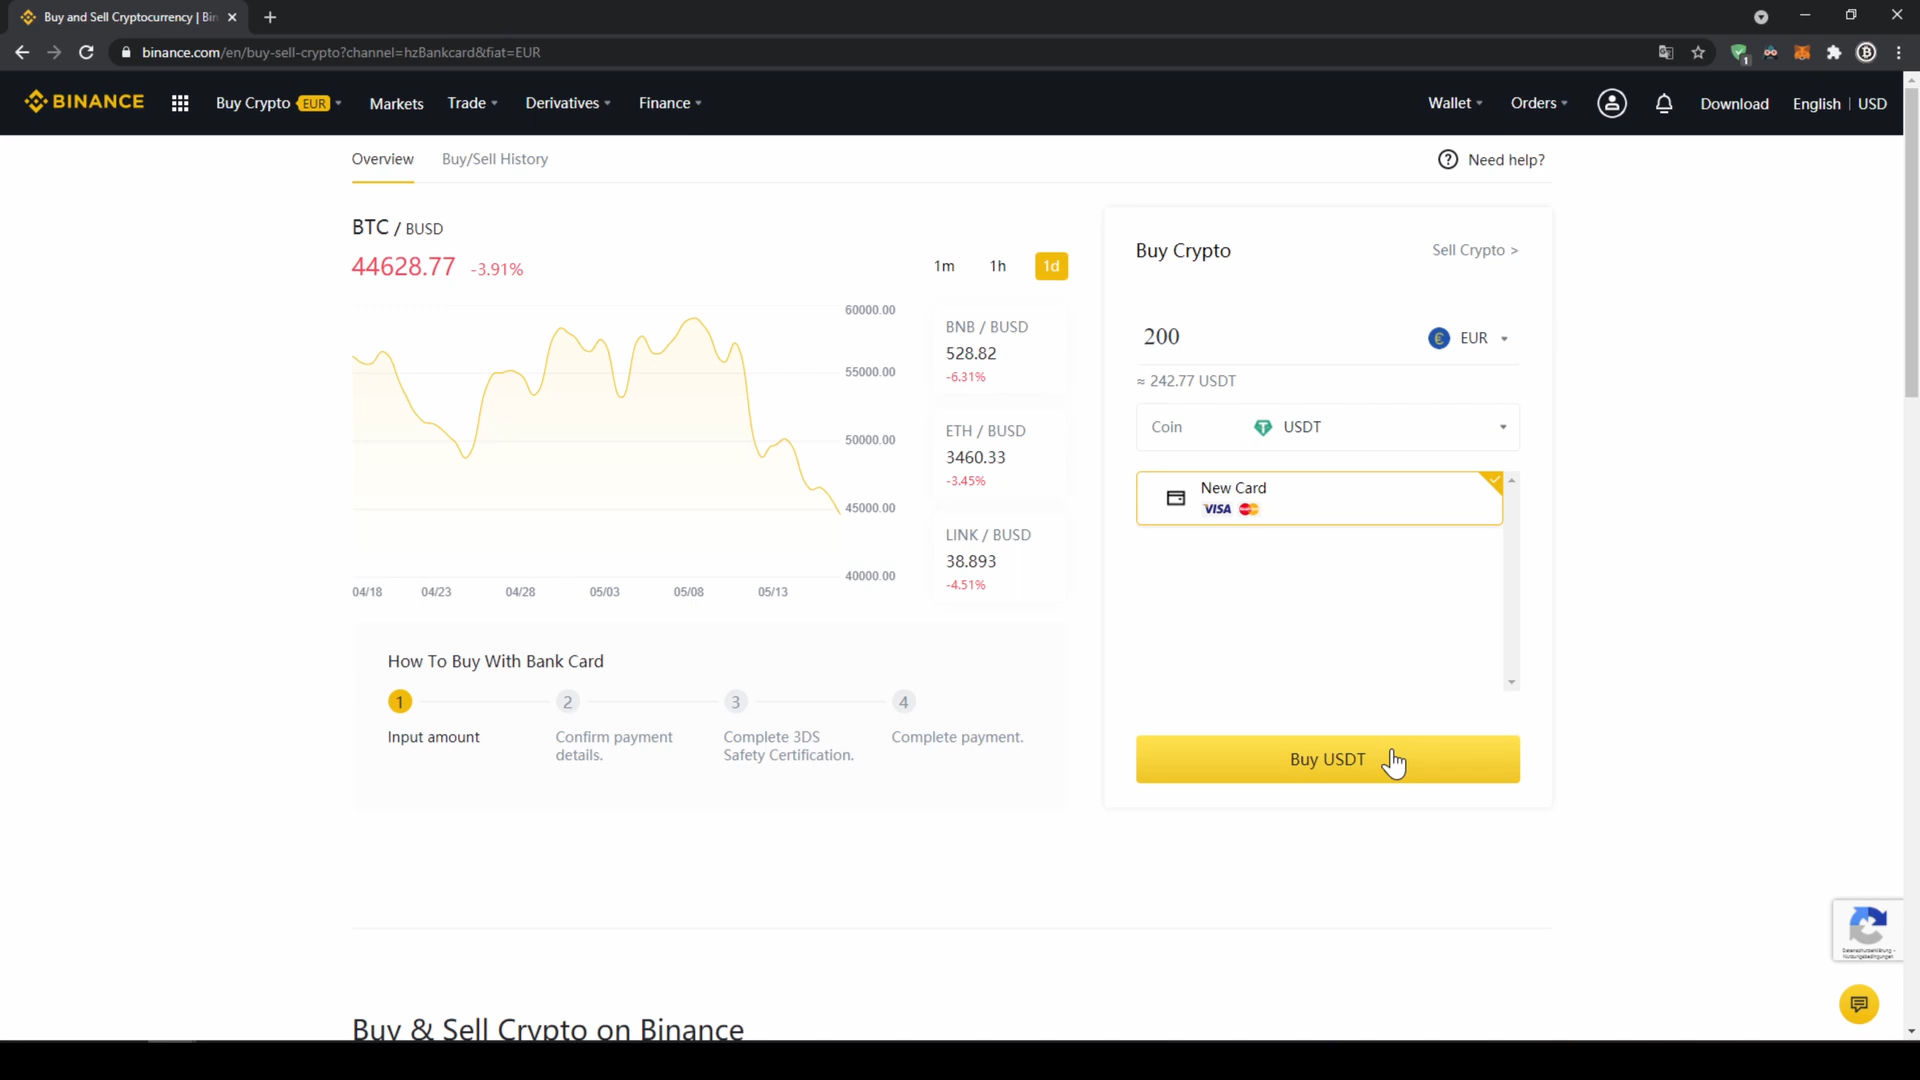 Buy and Sell Cryptocurrency | Bin
binance.com/en/buy-sell-crypto?channel=hzBankcard&fiat=EUR
1
BINANCE
Buy Crypto EUR
Markets
Trade
Derivatives
Finance
Wallet
Orders
Download
English | USD
Overview
Buy/Sell History
Need help?
BTC / BUSD
44628.77 -3.91%
1m 1h 1d
60000.00
55000.00
50000.00
45000.00
40000.00
04/18 04/23 04/28 05/03 05/08 05/13
BNB / BUSD
528.82
-6.31%
ETH / BUSD
3460.33
-3.45%
LINK / BUSD
38.893
-4.51%
Buy Crypto
Sell Crypto >
200
EUR
≈ 242.77 USDT
Coin USDT
New Card
VISA
Buy USDT
How To Buy With Bank Card
1 2 3 4
Input amount
Confirm payment
details.
Complete 3DS
Safety Certification.
Complete payment.
Datenschutzerklärung -
Nutzungsbedingungen
Buy & Sell Crypto on Binance